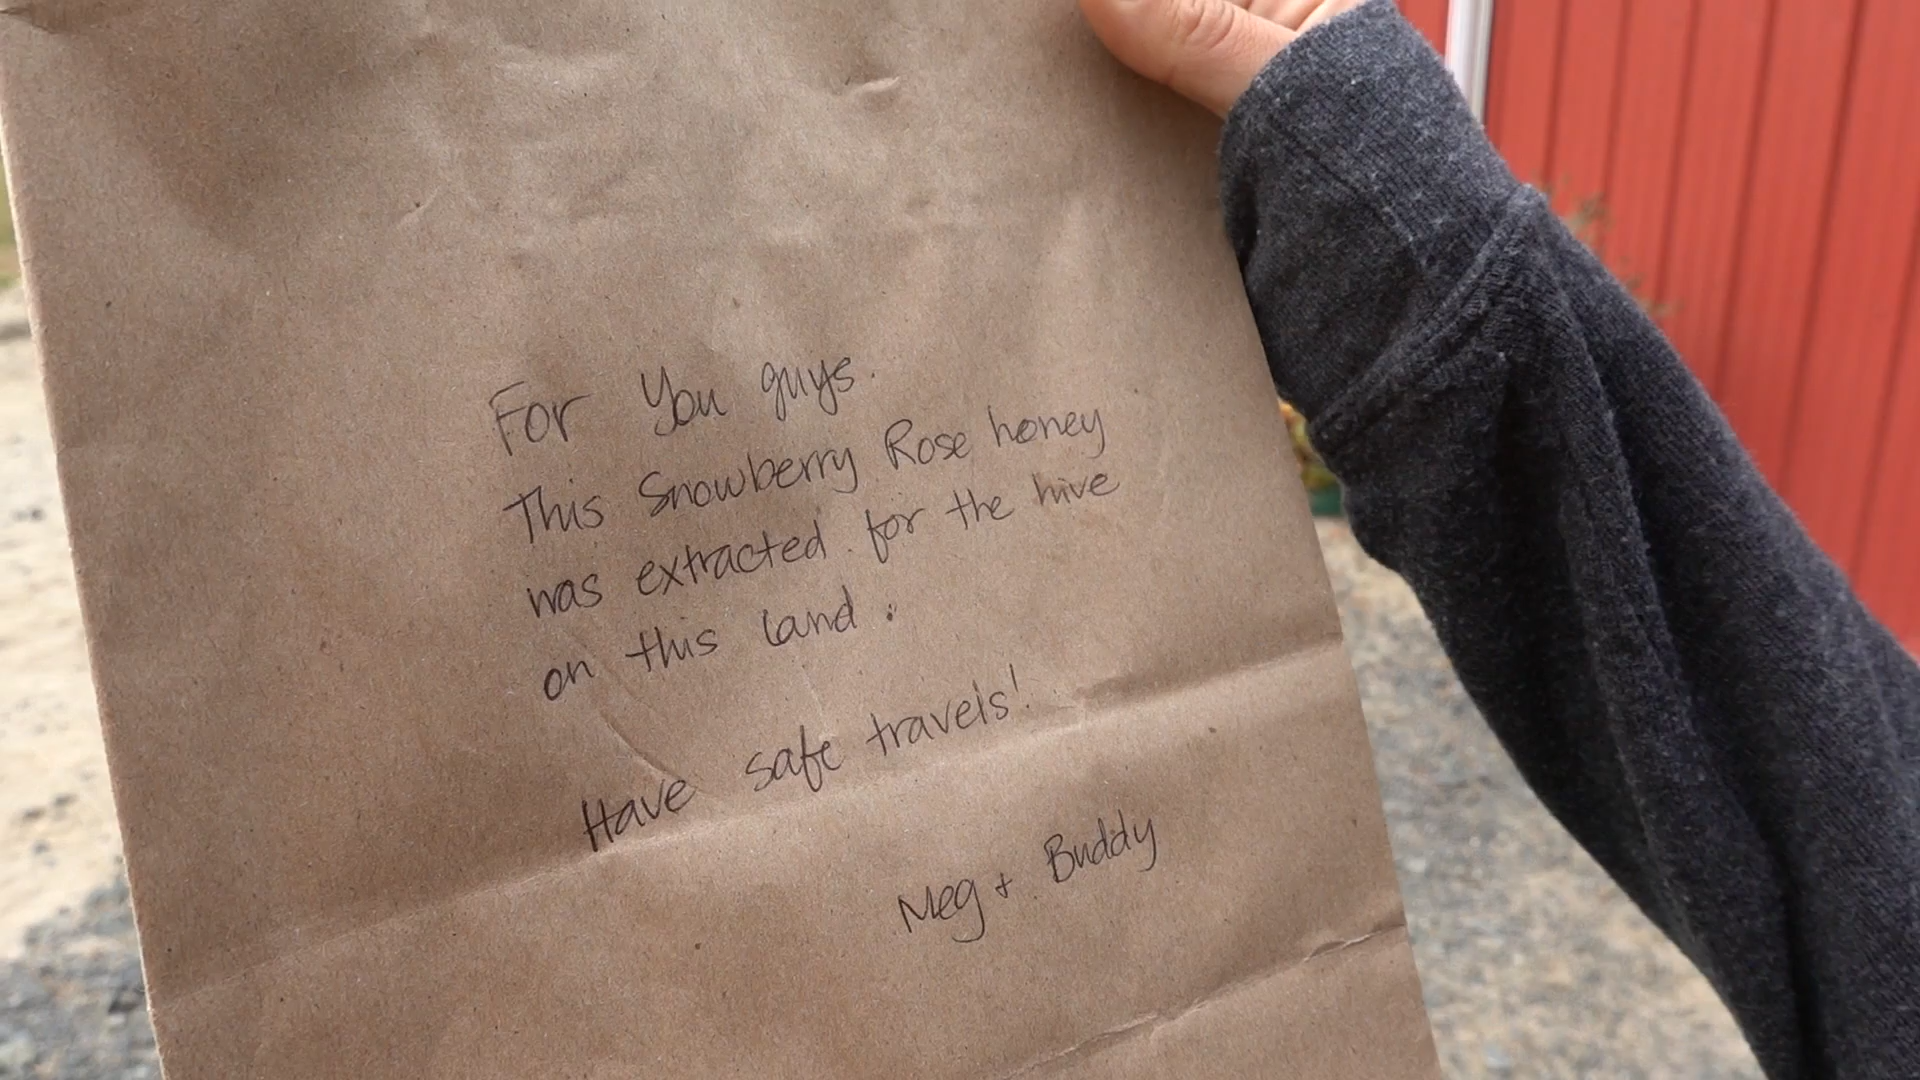 For You guys.
This Snowberry Rose honey
was extracted for the hive
on this land.
Have safe travels!
Meg + Buddy